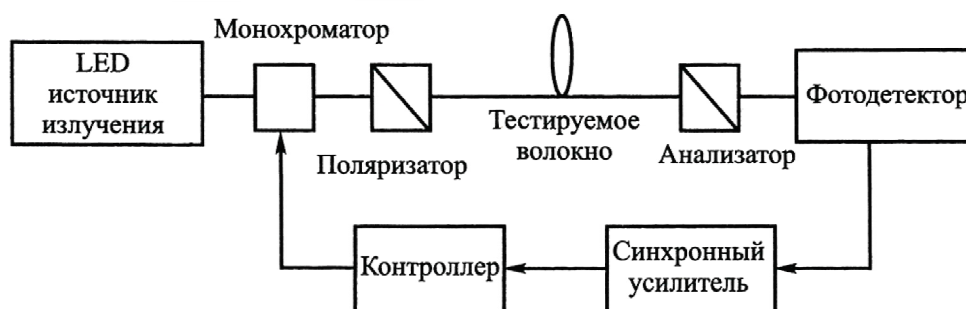 Монохроматор
LED
источник
излучения
Фотодетектор
Тестируемое
волокно
Поляризатор
Анализатор
Контроллер
Синхронный
усилитель